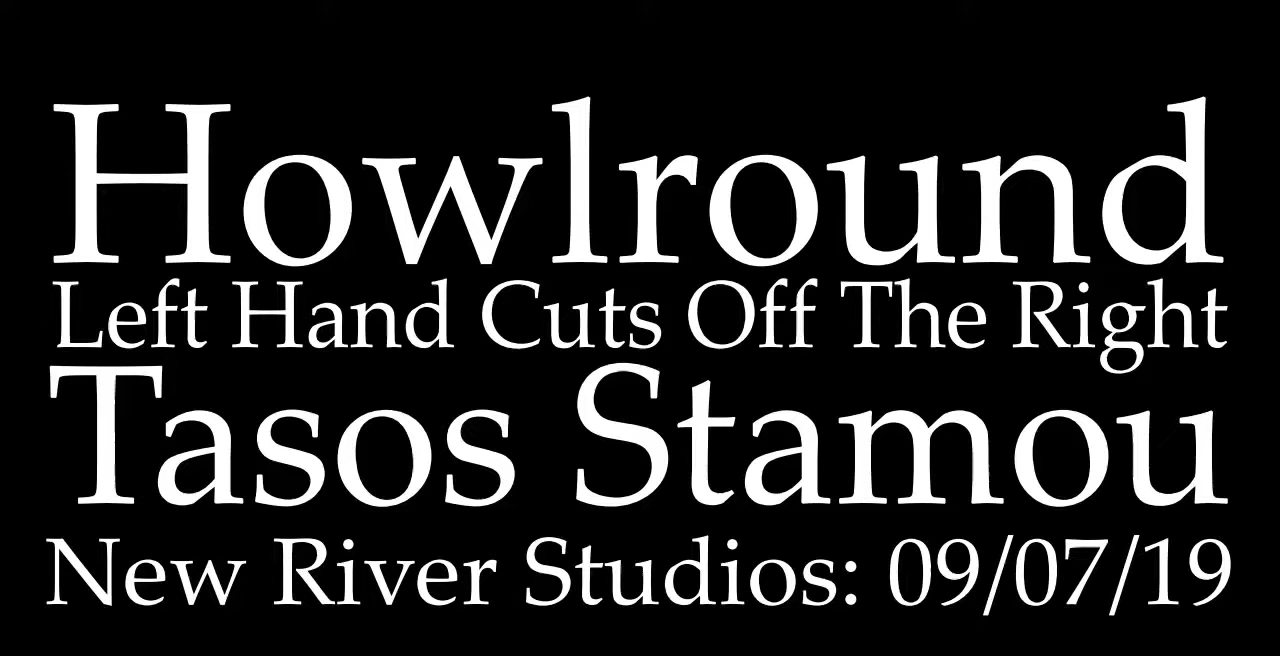 Howlround
Left Hand Cuts Off The Right
Tasos Stamou
New River Studios: 09/07/19